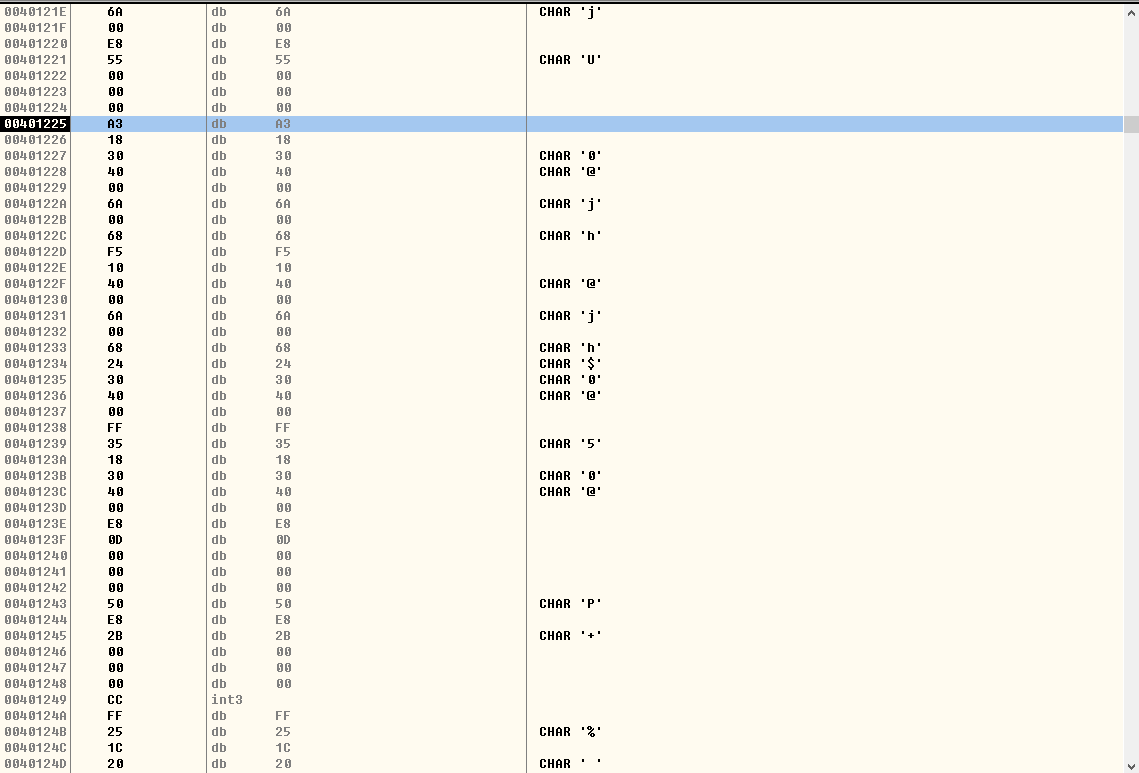 0040121E 6A db 6A CHAR 'j'
0040121F 00 db 00
00401220 E8 db E8
00401221 55 db 55 CHAR 'U'
00401222 00 db 00
00401223 00 db 00
00401224 00 db 00
00401225 A3 db A3
00401226 18 db 18
00401227 30 db 30 CHAR '0'
00401228 40 db 40 CHAR '@'
00401229 00 db 00
0040122A 6A db 6A CHAR 'j'
0040122B 00 db 00
0040122C 68 db 68 CHAR 'h'
0040122D F5 db F5
0040122E 10 db 10
0040122F 40 db 40 CHAR '@'
00401230 00 db 00
00401231 6A db 6A CHAR 'j'
00401232 00 db 00
00401233 68 db 68 CHAR 'h'
00401234 24 db 24 CHAR '$'
00401235 30 db 30 CHAR '0'
00401236 40 db 40 CHAR '@'
00401237 00 db 00
00401238 FF db FF
00401239 35 db 35 CHAR '5'
0040123A 18 db 18
0040123B 30 db 30 CHAR '0'
0040123C 40 db 40 CHAR '@'
0040123D 00 db 00
0040123E E8 db E8
0040123F 0D db 0D
00401240 00 db 00
00401241 00 db 00
00401242 00 db 00
00401243 50 db 50 CHAR 'P'
00401244 E8 db E8
00401245 2B db 2B CHAR '+'
00401246 00 db 00
00401247 00 db 00
00401248 00 db 00
00401249 CC int3
0040124A FF db FF
0040124B 25 db 25 CHAR '%'
0040124C 1C db 1C
0040124D 20 db 20 CHAR ' '